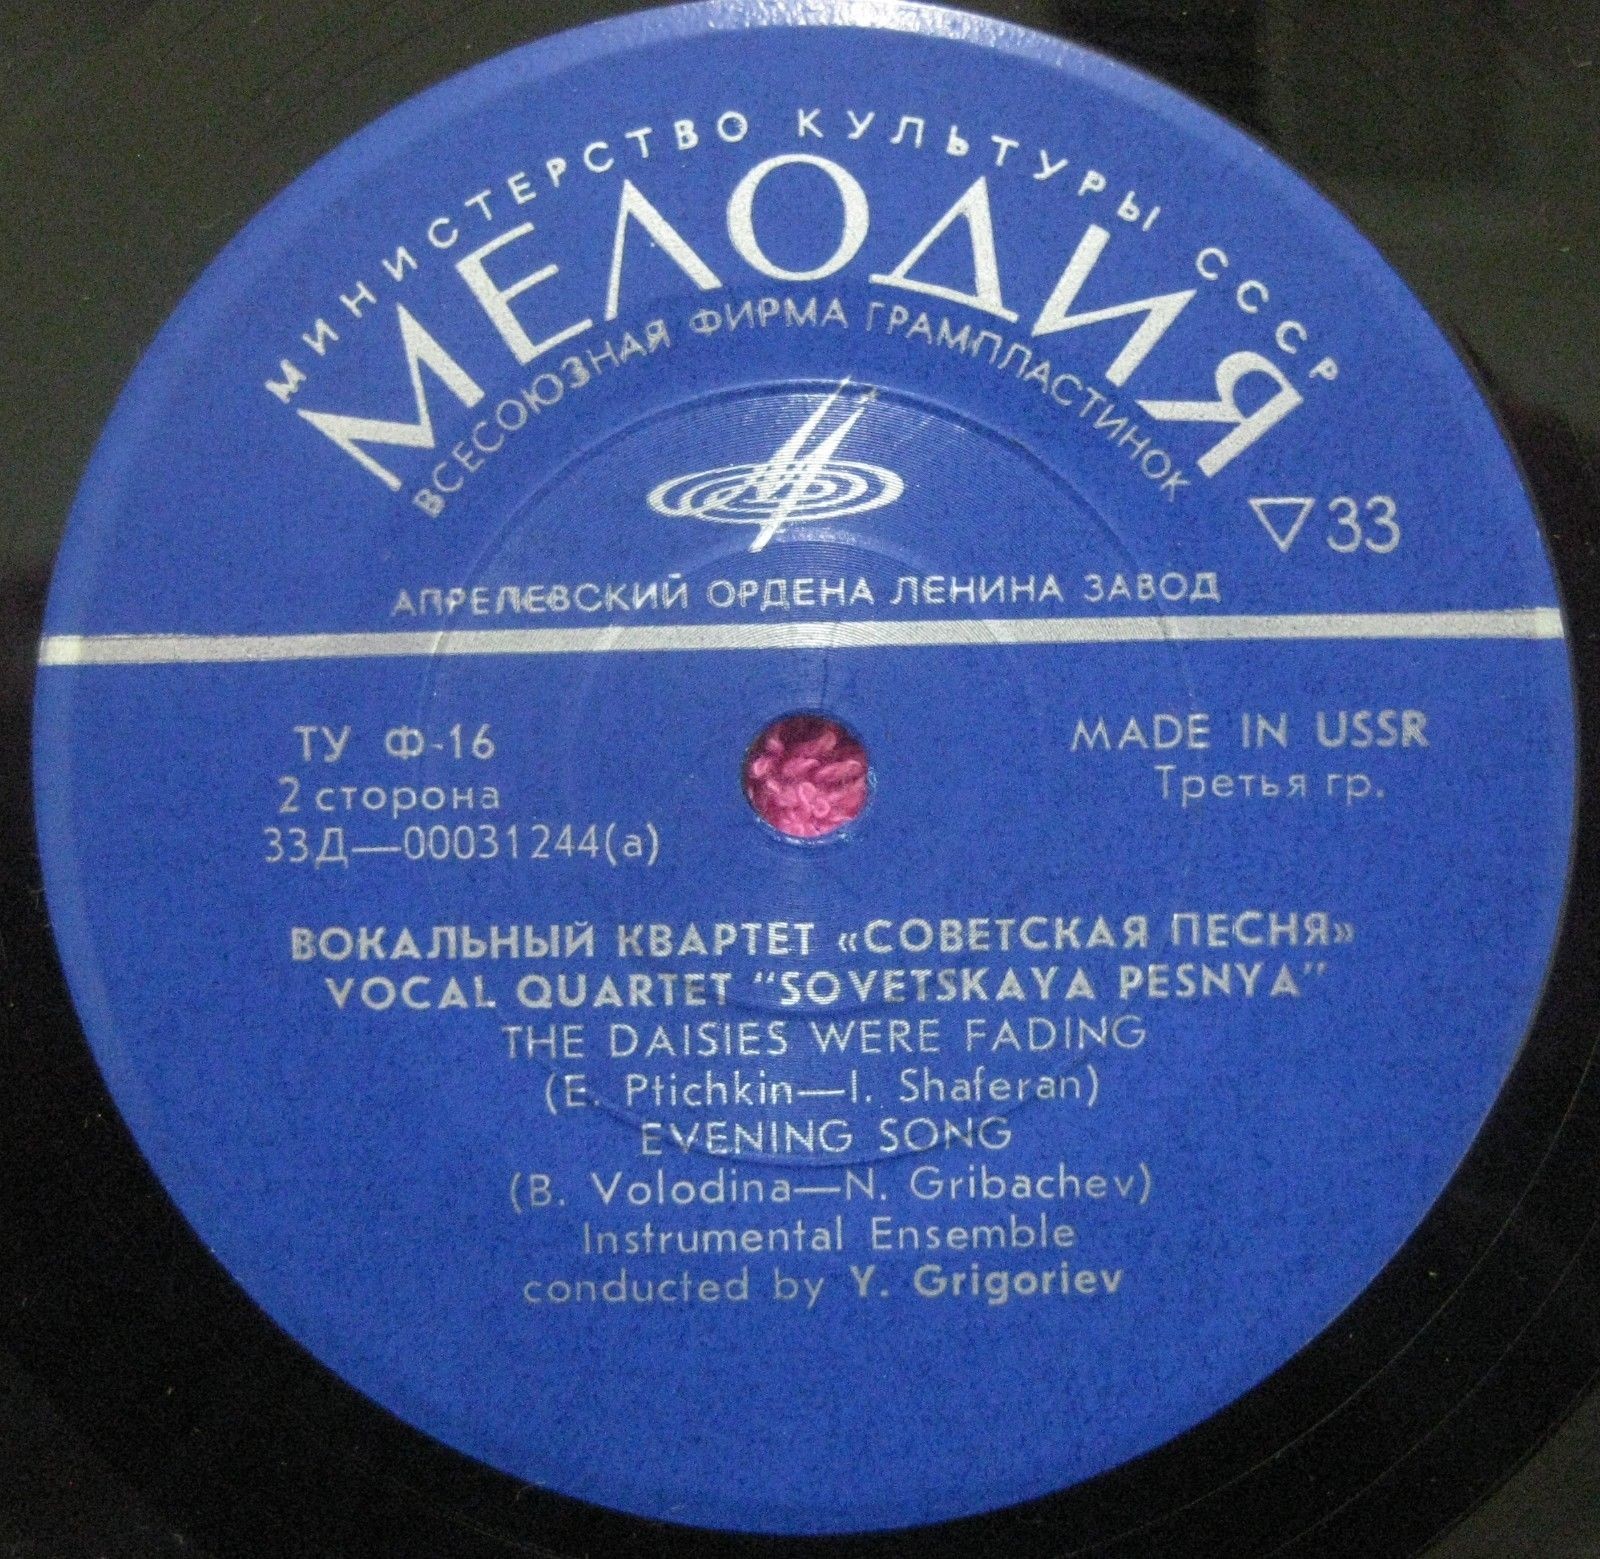 МИНИСТЕРСТВО КУЛЬТУРЫ СССР
МЕЛОДИЯ
ВСЕСОЮЗНАЯ ФИРМА ГРАМПЛАСТИНОК
▽33
АПРЕЛЕВСКИЙ ОРДЕНА ЛЕНИНА ЗАВОД
ТУ Ф-16
MADE IN USSR
2 сторона
Третья гр.
33Д—00031244(а)
ВОКАЛЬНЫЙ КВАРТЕТ «СОВЕТСКАЯ ПЕСНЯ»
VOCAL QUARTET "SOVETSKAYA PESNYA"
THE DAISIES WERE FADING
(E. Ptichkin—I. Shaferan)
EVENING SONG
(B. Volodina—N. Gribachev)
Instrumental Ensemble
conducted by Y. Grigoriev